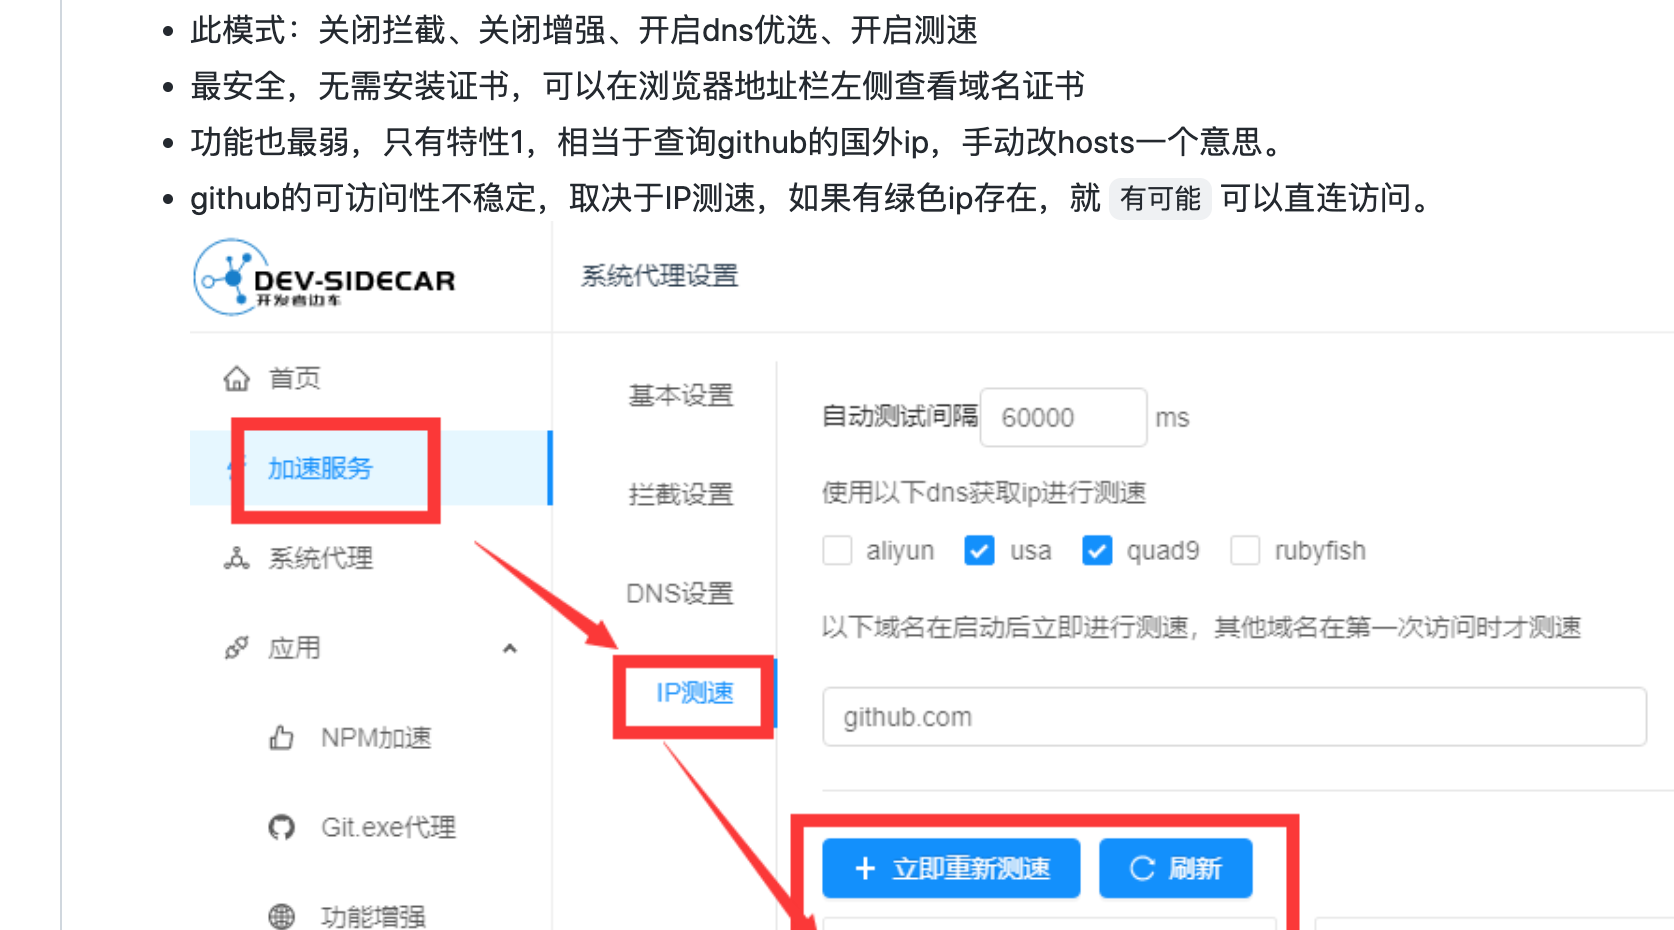 此模式：关闭拦截、关闭增强、开启dns优选、开启测速
最安全，无需安装证书，可以在浏览器地址栏左侧查看域名证书
功能也最弱，只有特性1，相当于查询github的国外ip，手动改hosts一个意思。
github的可访问性不稳定，取决于IP测速，如果有绿色ip存在，就 有可能 可以直连访问。
DEV-SIDECAR
开发者边车
系统代理设置
首页
加速服务
系统代理
应用
NPM加速
Git.exe代理
功能增强
基本设置
拦截设置
DNS设置
IP测速
自动测试间隔 60000 ms
使用以下dns获取ip进行测速
aliyun usa quad9 rubyfish
以下域名在启动后立即进行测速，其他域名在第一次访问时才测速
github.com
立即重新测速 刷新